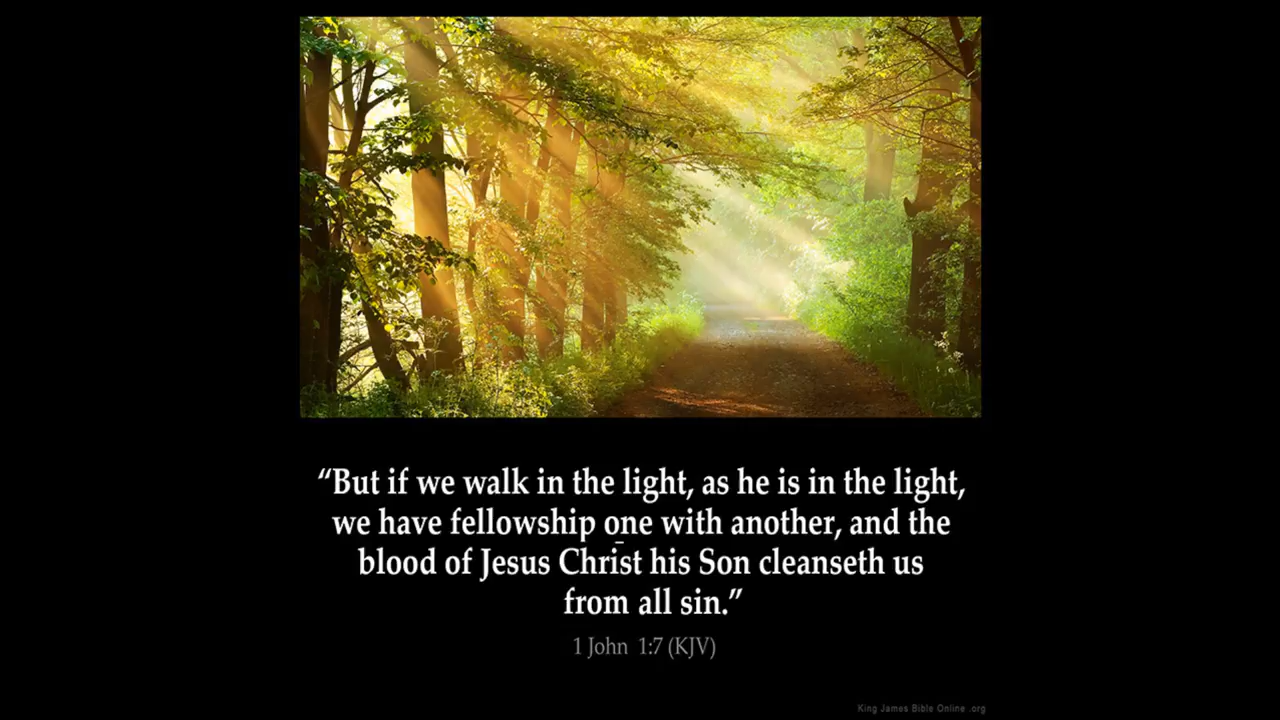 “But if we walk in the light, as he is in the light,
we have fellowship one with another, and the
blood of Jesus Christ his Son cleanseth us
from all sin.”
1 John 1:7 (KJV)
King James Bible Online .org